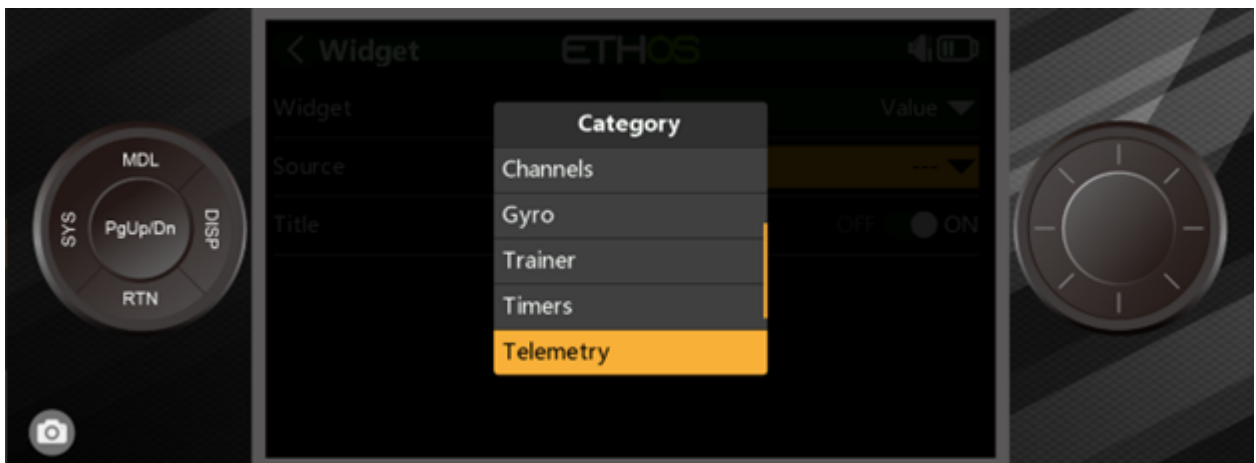 < Widget ETHOS
Widget Value
Category
Source ---
Channels
Title OFF ON
Gyro
Trainer
Timers
Telemetry
MDL
SYS PgUp/Dn DISP
RTN